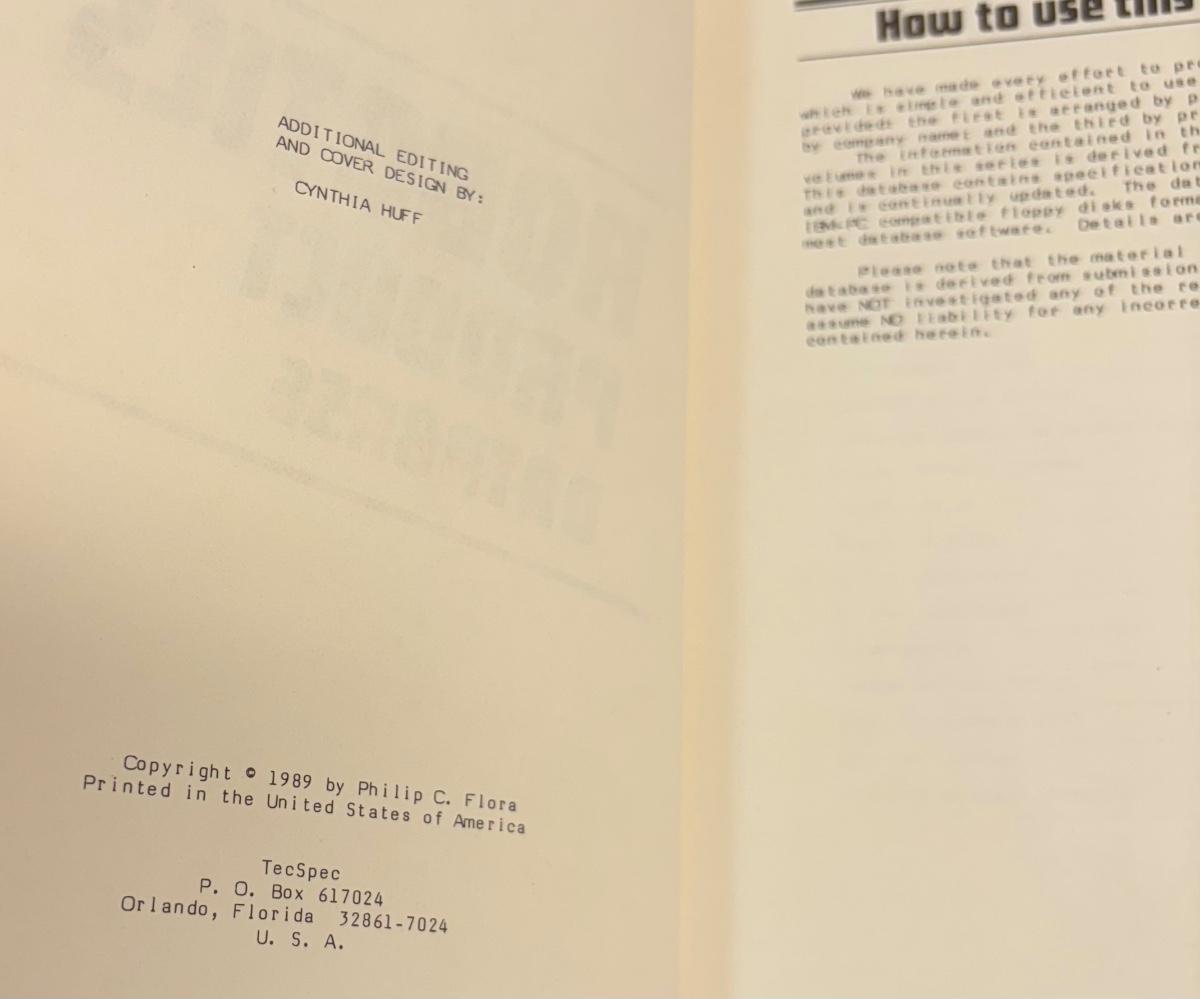 ADDITIONAL EDITING
AND COVER DESIGN BY:
CYNTHIA HUFF
Copyright © 1989 by Philip C. Flora
Printed in the United States of America
TecSpec
P. O. Box 617024
Orlando, Florida 32861-7024
U. S. A.
How to use this
We have made every effort to
which is simple and efficient to use
provided: the first is arranged by
by company name; and the third by
The information contained in
volumes in this series is derived
This database contains
and is continually updated. The
IBM-PC compatible floppy disks
most database software. Details
Please note that the material
database is derived from
have NOT investigated any of the
assume NO liability for any
contained herein.